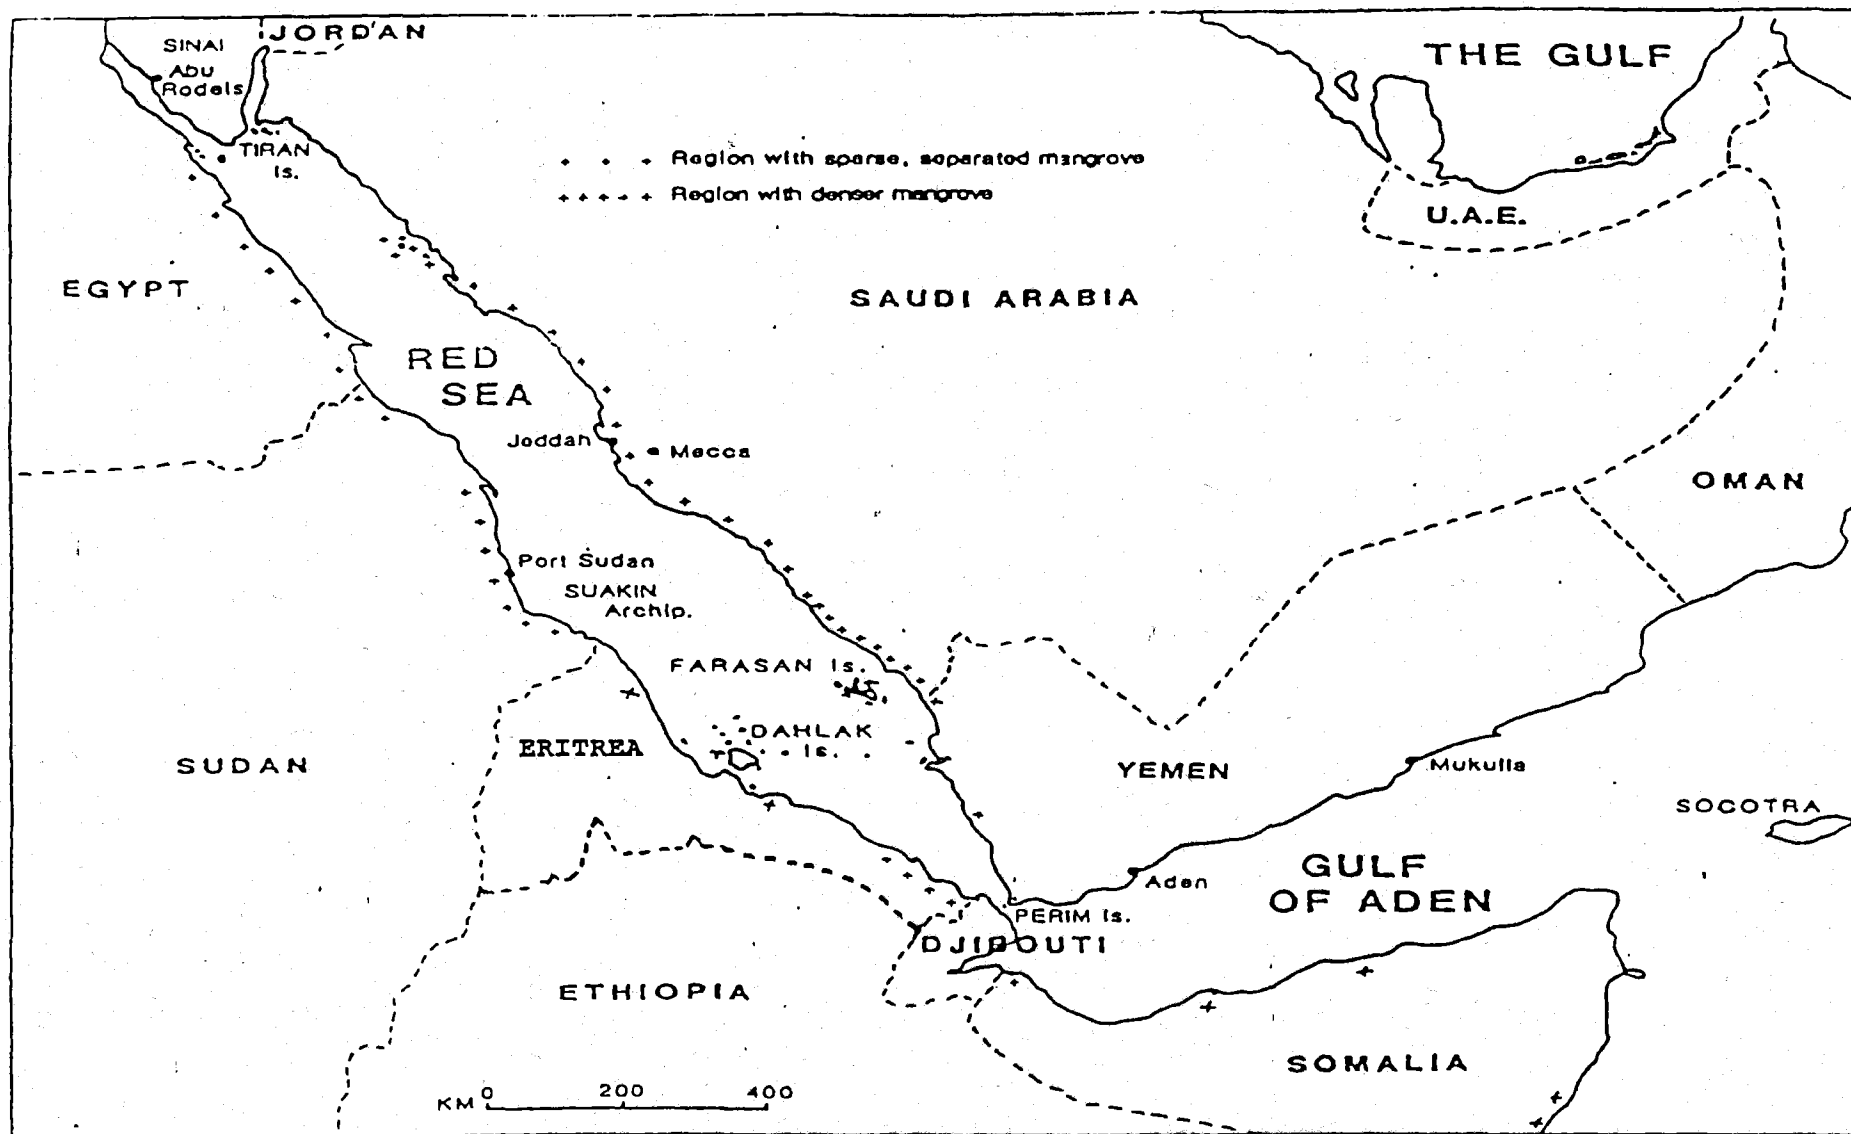 JORDAN
SINAI
Abu
Rodeis
TIRAN
Is.
THE GULF
Region with sparse, separated mangrove
Region with denser mangrove
U.A.E.
EGYPT
SAUDI ARABIA
RED
SEA
Jeddah
Mecca
OMAN
Port Sudan
SUAKIN
Archip.
FARASAN Is.
DAHLAK
Is.
ERITREA
SUDAN
YEMEN
Mukulla
SOCOTRA
GULF
OF ADEN
Aden
PERIM Is.
DJIBOUTI
ETHIOPIA
SOMALIA
KM 0 200 400